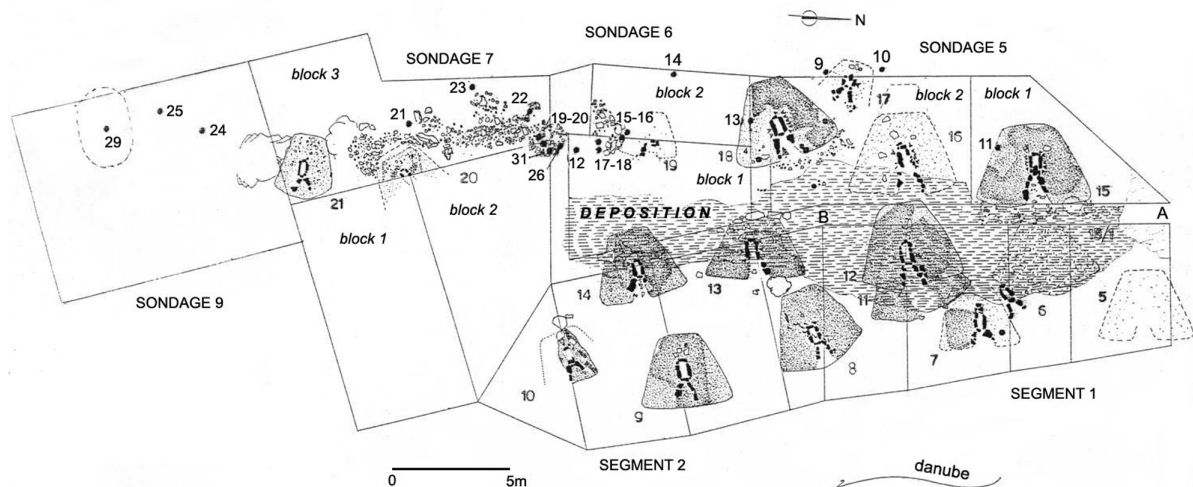 N
SONDAGE 6
SONDAGE 7
SONDAGE 5
block 3
14
9
10
block 2
block 2
block 1
23
22
17
25
24
29
21
19-20
15-16
13
16
11
31
26
12
17-18
19
18
block 1
15
20
21
block 2
DEPOSITION
B
A
15/1
block 1
SONDAGE 9
14
13
12
11
6
5
7
8
10
9
SEGMENT 1
SEGMENT 2
0
5m
danube